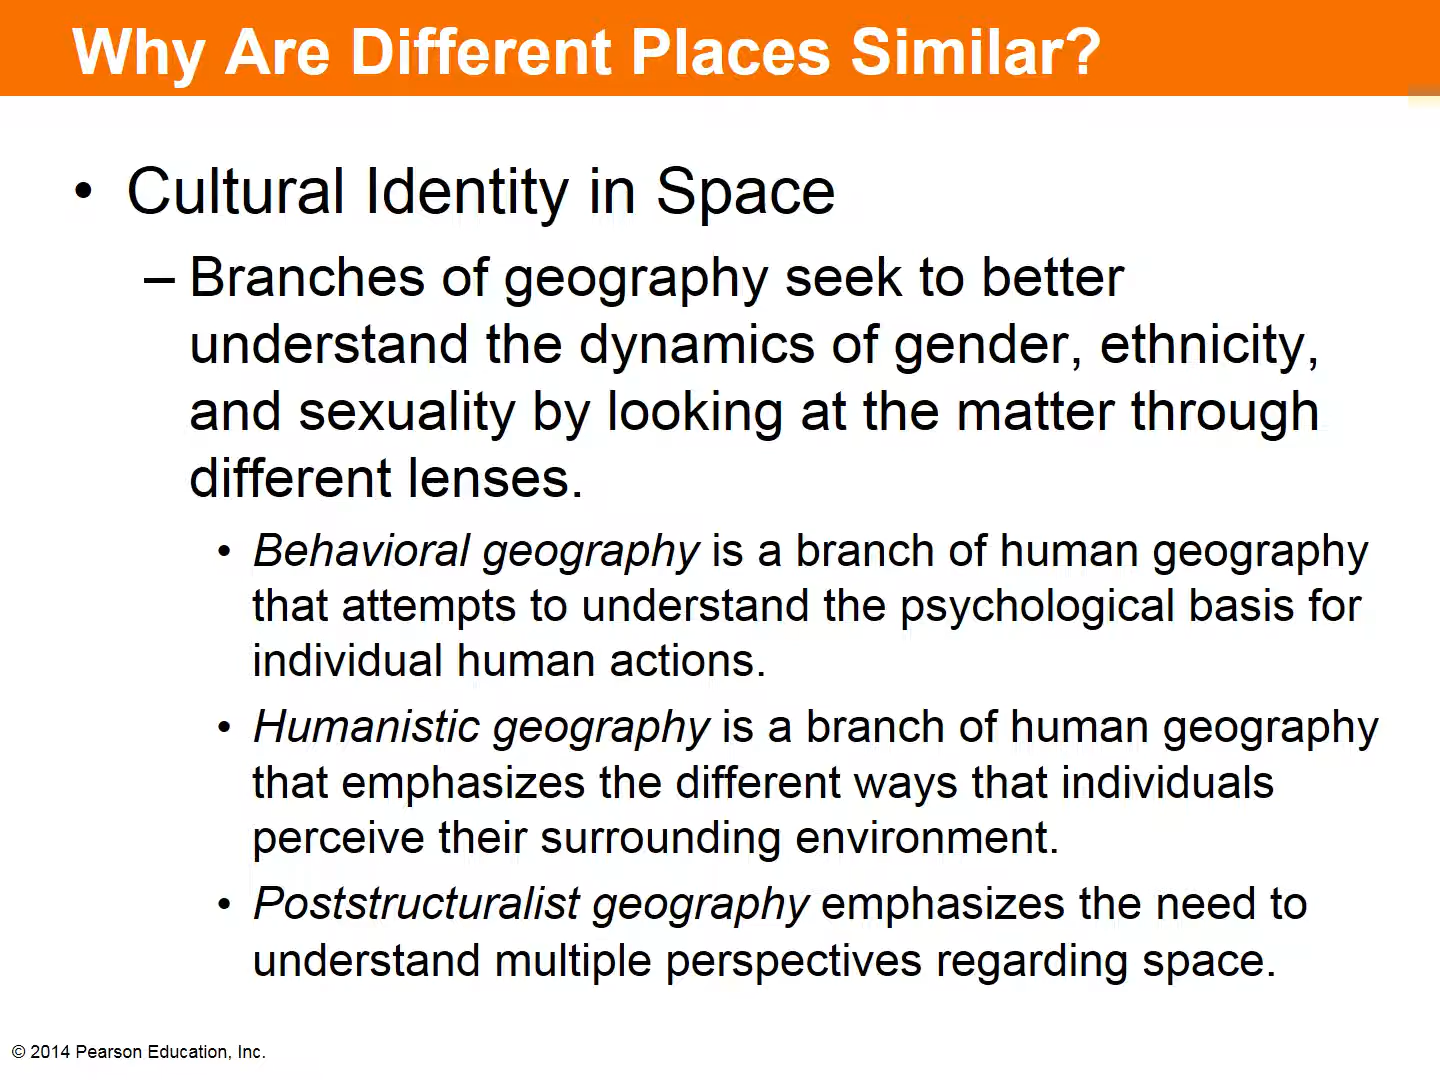 Why Are Different Places Similar?
• Cultural Identity in Space
– Branches of geography seek to better
understand the dynamics of gender, ethnicity,
and sexuality by looking at the matter through
different lenses.
• Behavioral geography is a branch of human geography
that attempts to understand the psychological basis for
individual human actions.
• Humanistic geography is a branch of human geography
that emphasizes the different ways that individuals
perceive their surrounding environment.
• Poststructuralist geography emphasizes the need to
understand multiple perspectives regarding space.
© 2014 Pearson Education, Inc.